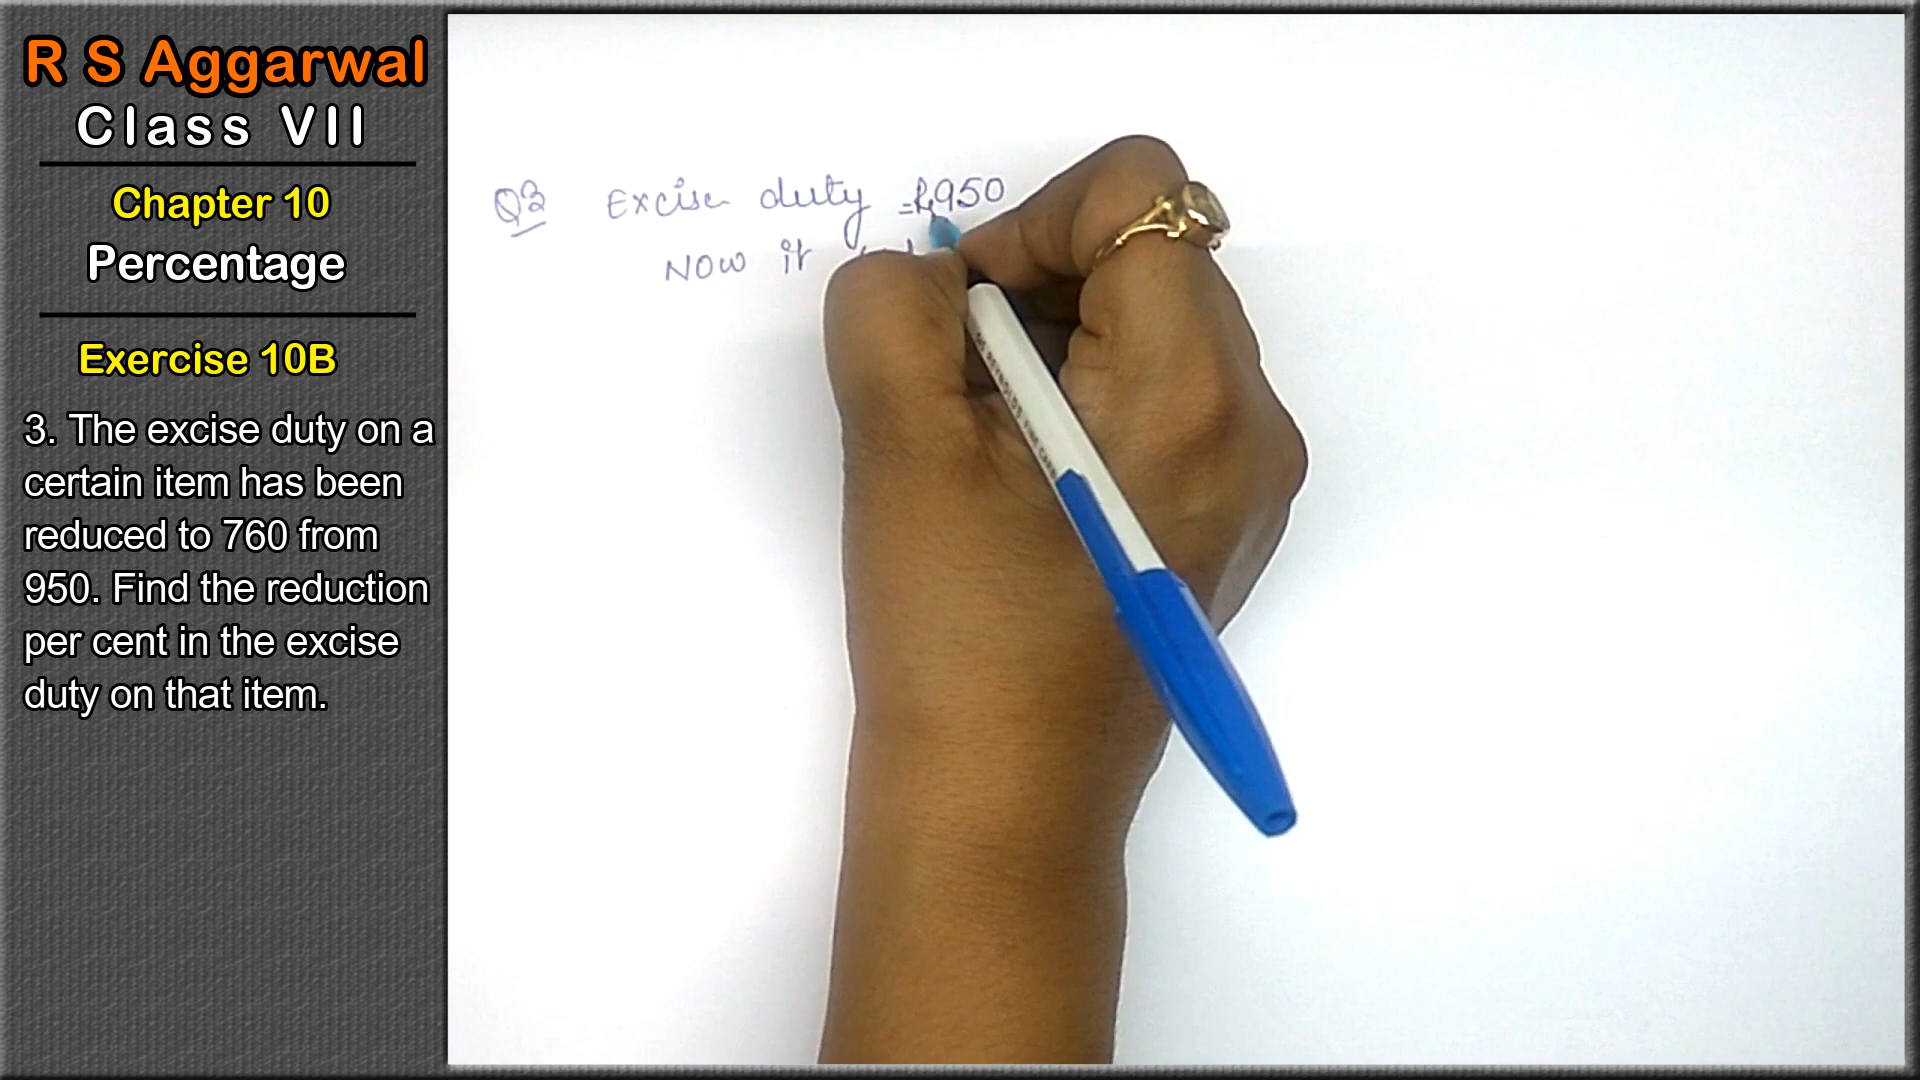 R S Aggarwal
Class VII
Chapter 10
Percentage
Exercise 10B
3. The excise duty on a
certain item has been
reduced to 760 from
950. Find the reduction
per cent in the excise
duty on that item.
Q3 Excise duty = ₹950
NOW it